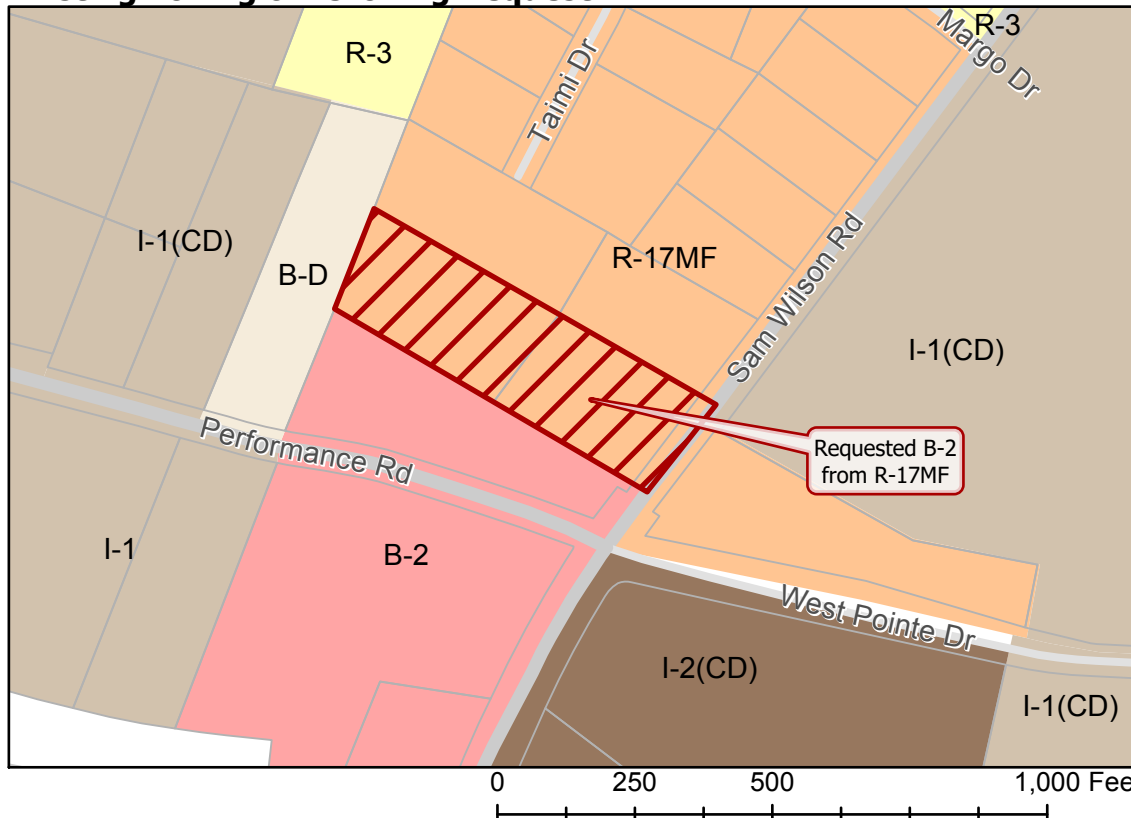 R-3
R-3
Margo Dr
Taimi Dr
I-1(CD)
B-D
R-17MF
Sam Wilson Rd
I-1(CD)
Performance Rd
Requested B-2
from R-17MF
I-1
B-2
West Pointe Dr
I-2(CD)
I-1(CD)
0 250 500 1,000 Fee